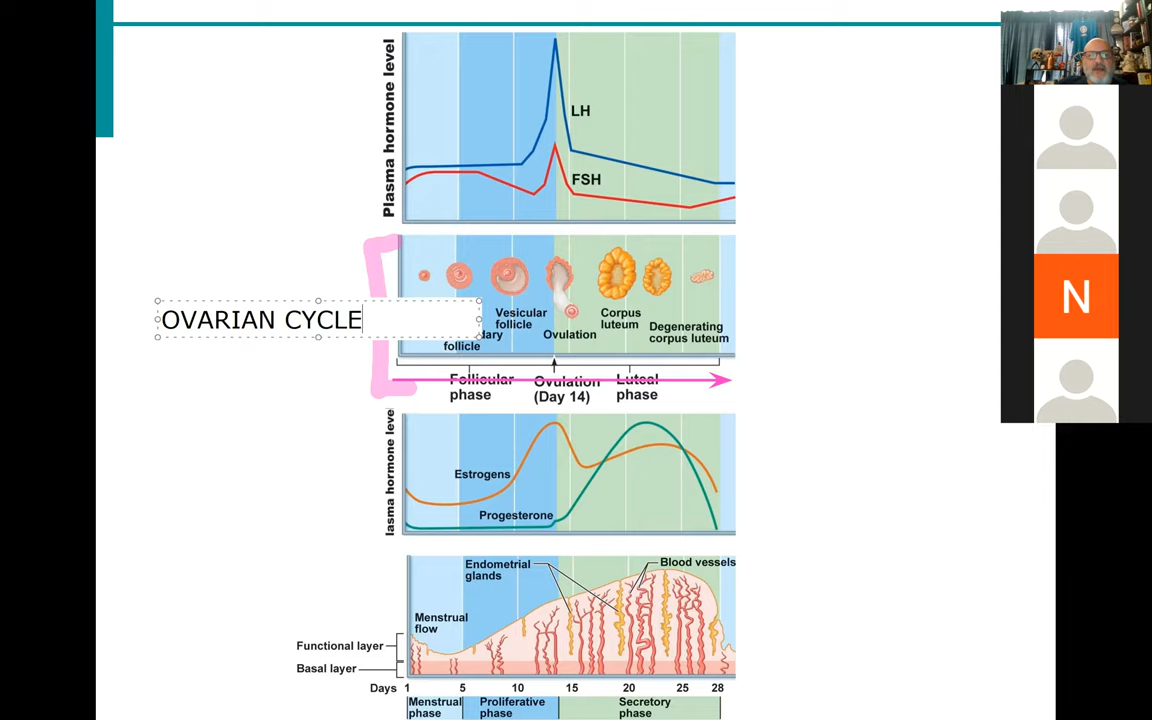 Plasma hormone level
LH
FSH
OVARIAN CYCLE
Vesicular
follicle
follicle
Ovulation
Corpus
luteum
Degenerating
corpus luteum
Follicular
phase
Ovulation
(Day 14)
Luteal
phase
lasma hormone leve
Estrogens
Progesterone
Endometrial
glands
Blood vessels
Menstrual
flow
Functional layer
Basal layer
Days 1 5 10 15 20 25 28
Menstrual
phase
Proliferative
phase
Secretory
phase
N